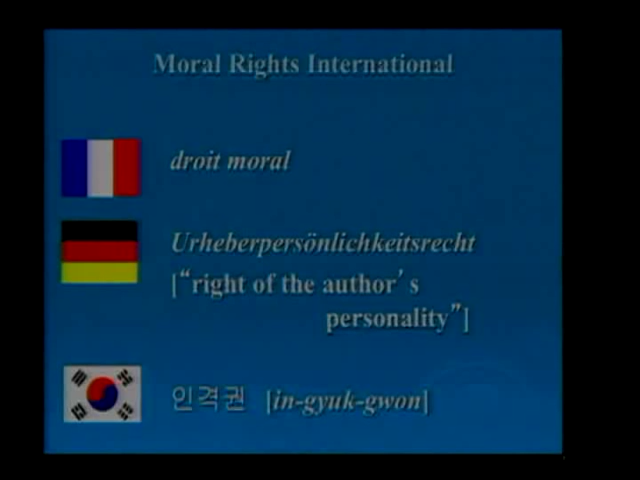 Moral Rights International
droit moral
Urheberpersönlichkeitsrecht
[“right of the author’s
personality”]
인격권 [in-gyuk-gwon]